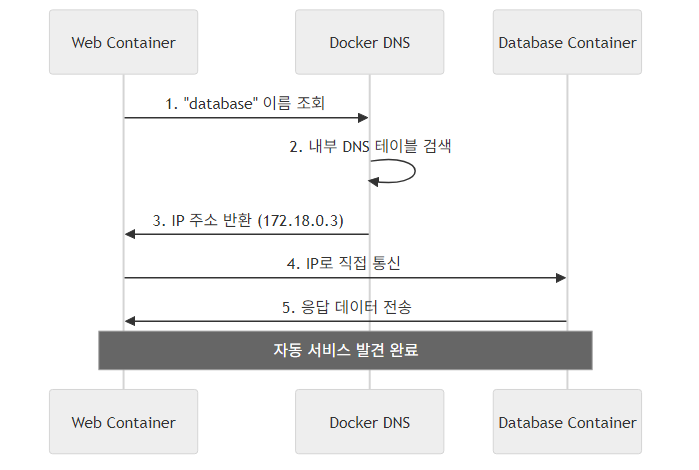 Web Container
Docker DNS
Database Container
1. "database" 이름 조회
2. 내부 DNS 테이블 검색
3. IP 주소 반환 (172.18.0.3)
4. IP로 직접 통신
5. 응답 데이터 전송
자동 서비스 발견 완료
Web Container
Docker DNS
Database Container